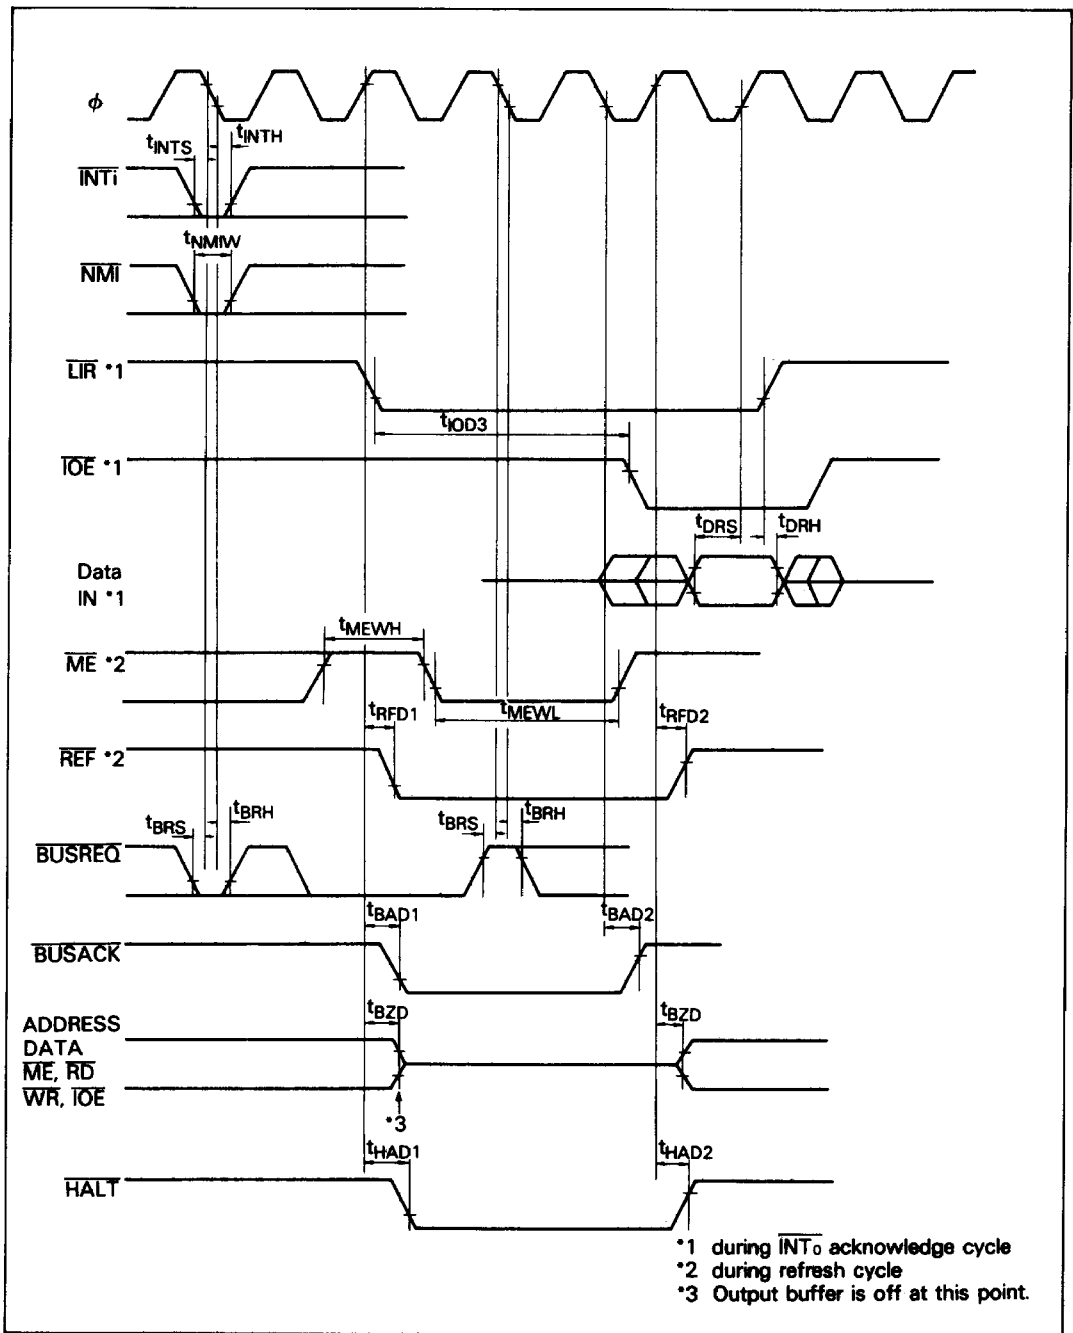 ϕ
tINTS
tINTH
INTi
tNMIW
NMI
LIR *1
tIOD3
IOE *1
tDRS
tDRH
Data
IN *1
tMEWH
ME *2
tMEWL
tRFD1
tRFD2
REF *2
tBRS
tBRH
tBRS
tBRH
BUSREQ
tBAD1
tBAD2
BUSACK
tBZD
tBZD
ADDRESS
DATA
ME, RD
WR, IOE
*3
tHAD1
tHAD2
HALT
*1 during INT0 acknowledge cycle
*2 during refresh cycle
*3 Output buffer is off at this point.